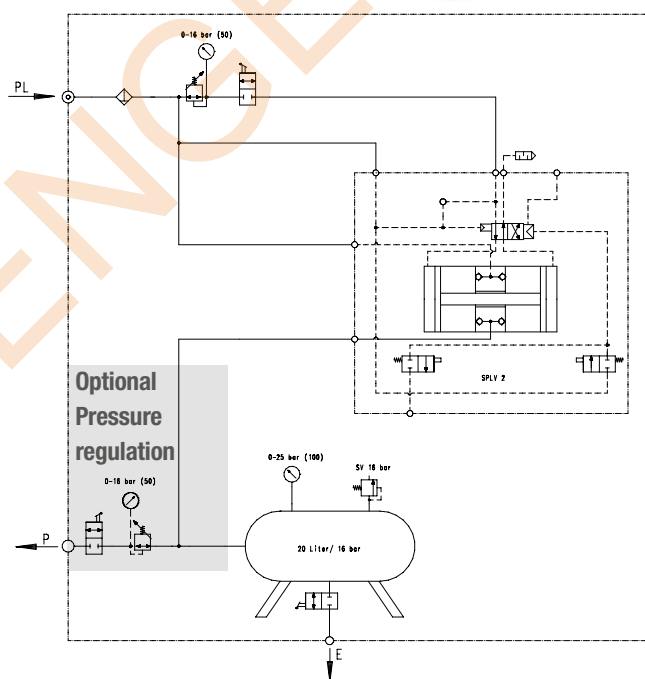 0-16 bar (50)
PL
SPLV 2
Optional
Pressure
regulation
0-16 bar (50)
0-25 bar (100)
SV 16 bar
P
20 Liter/ 16 bar
E
ENGE